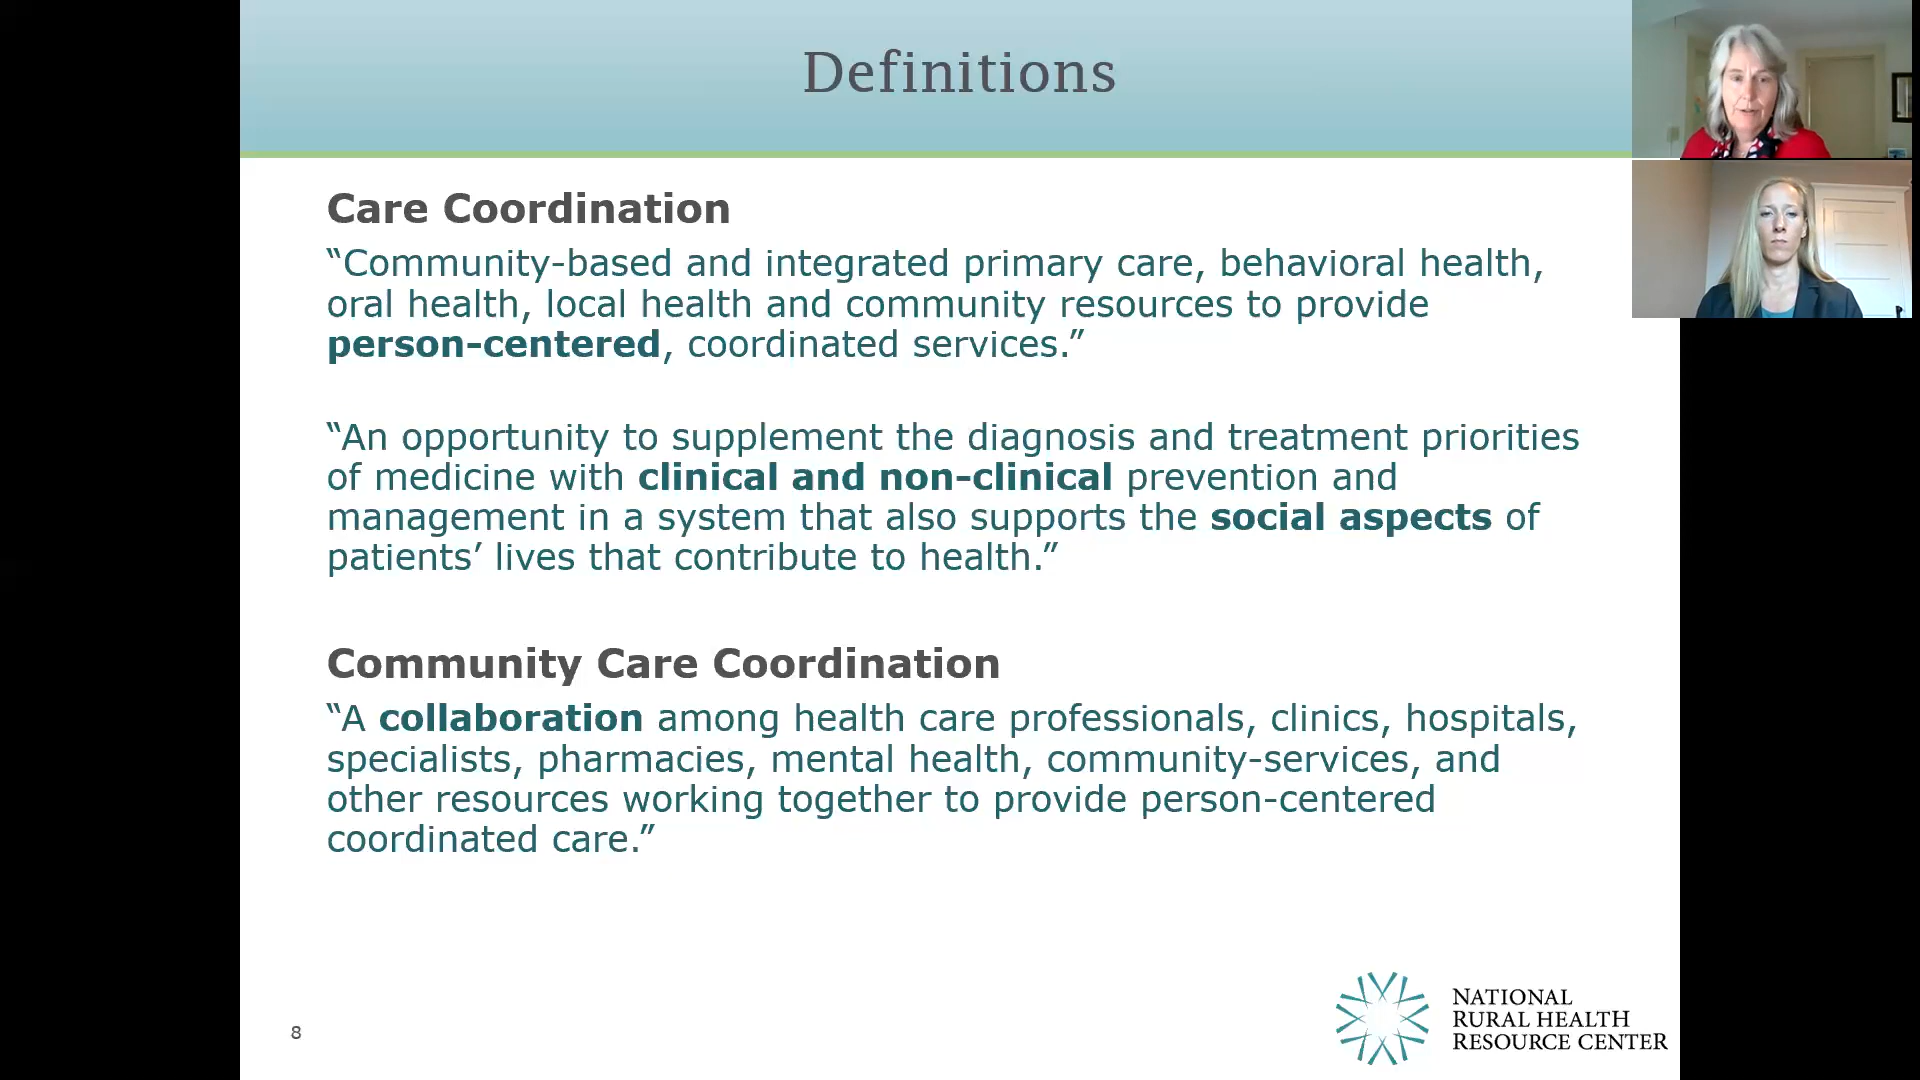 Definitions
Care Coordination
“Community-based and integrated primary care, behavioral health,
oral health, local health and community resources to provide
person-centered, coordinated services.”
“An opportunity to supplement the diagnosis and treatment priorities
of medicine with clinical and non-clinical prevention and
management in a system that also supports the social aspects of
patients’ lives that contribute to health.”
Community Care Coordination
“A collaboration among health care professionals, clinics, hospitals,
specialists, pharmacies, mental health, community-services, and
other resources working together to provide person-centered
coordinated care.”
8
NATIONAL
RURAL HEALTH
RESOURCE CENTER